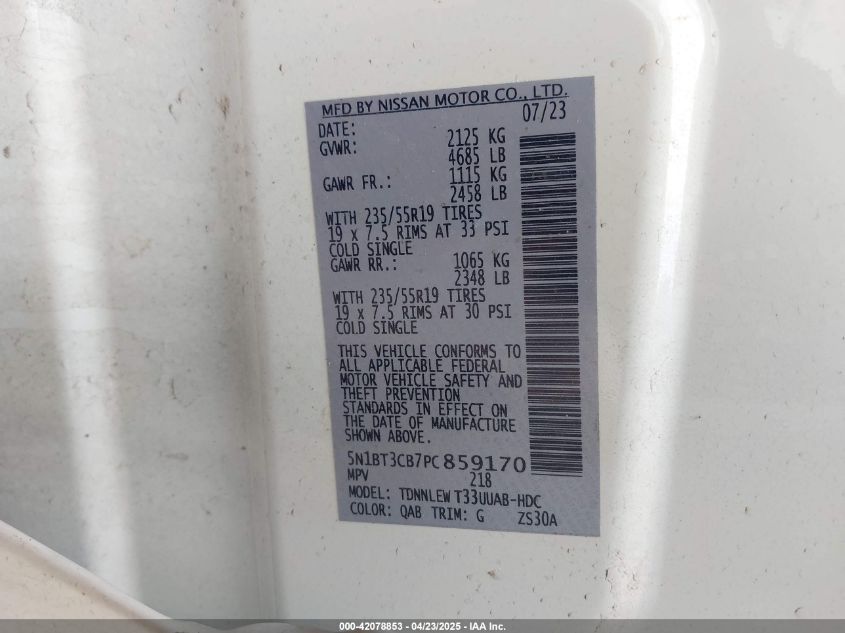 MFD BY NISSAN MOTOR CO., LTD.
DATE: 07/23
GVWR: 2125 KG
4685 LB
GAWR FR.: 1115 KG
2458 LB
WITH 235/55R19 TIRES
19 x 7.5 RIMS AT 33 PSI
COLD SINGLE
GAWR RR.: 1065 KG
2348 LB
WITH 235/55R19 TIRES
19 x 7.5 RIMS AT 30 PSI
COLD SINGLE
THIS VEHICLE CONFORMS TO
ALL APPLICABLE FEDERAL
MOTOR VEHICLE SAFETY AND
THEFT PREVENTION
STANDARDS IN EFFECT ON
THE DATE OF MANUFACTURE
SHOWN ABOVE.
5N1BT3CB7PC859170
MPV 218
MODEL: TDNNLEW T33UUAB-HDC
COLOR: QAB TRIM: G ZS30A
000-42078853 - 04/23/2025 - IAA Inc.